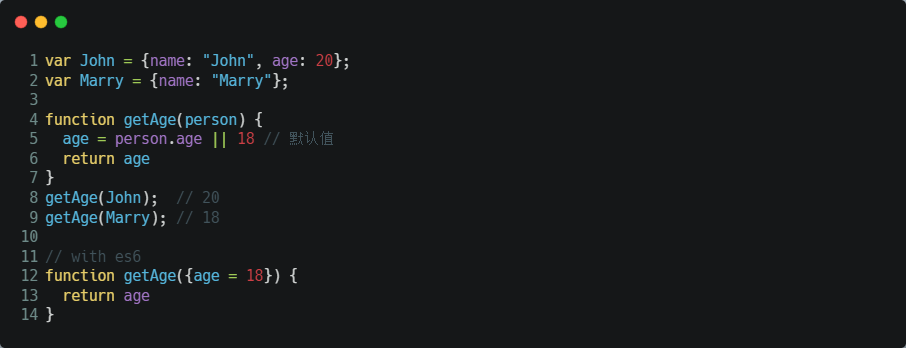 1 var John = {name: "John", age: 20};
2 var Marry = {name: "Marry"};
3
4 function getAge(person) {
5   age = person.age || 18 // 默认值
6   return age
7 }
8 getAge(John);  // 20
9 getAge(Marry); // 18
10
11 // with es6
12 function getAge({age = 18}) {
13   return age
14 }